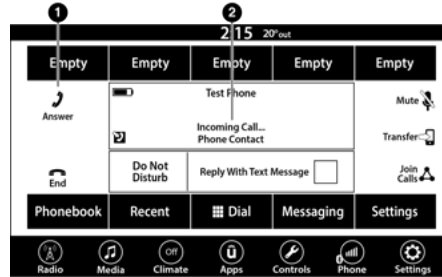 1 2
2:15 20°out
Empty Empty Empty Empty Empty
Test Phone
Answer
Mute
Incoming Call...
Phone Contact
Transfer
End
Do Not
Disturb
Reply With Text Message
Join
Calls
Phonebook Recent Dial Messaging Settings
Off
Radio Media Climate Apps Controls Phone Settings